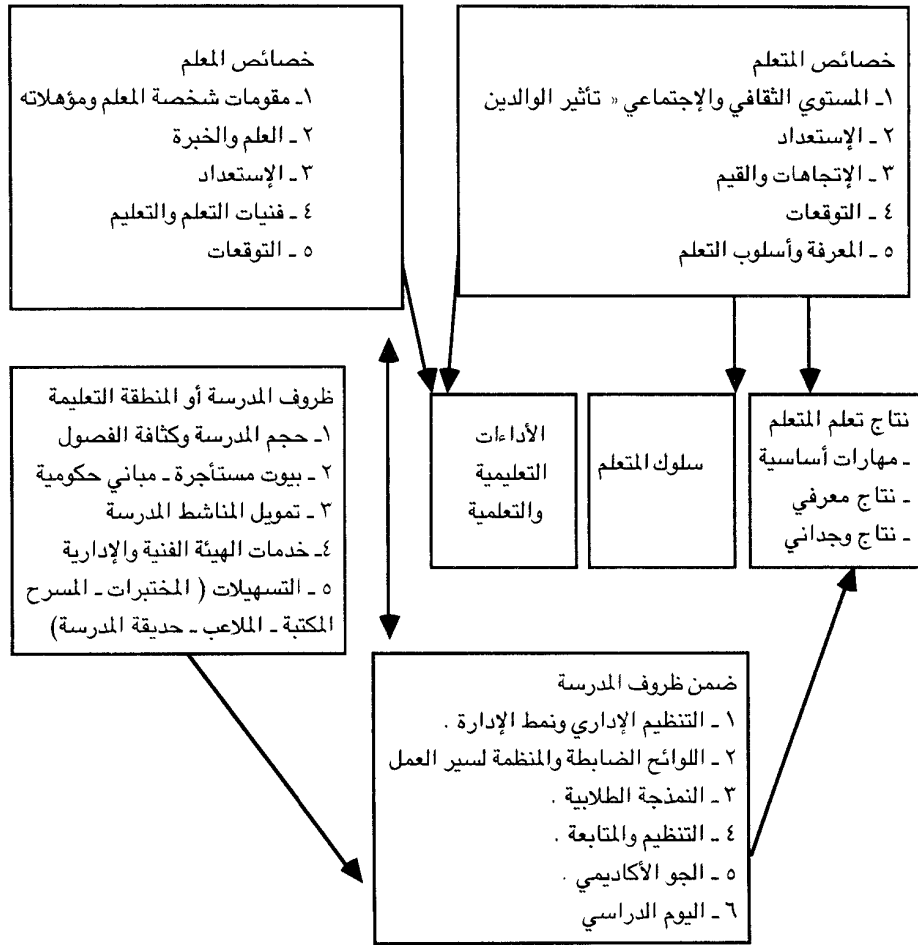 خصائص المتعلم
١ـ المستوي الثقافي والإجتماعي « تأثير الوالدين
٢ ـ الإستعداد
٣ ـ الإتجاهات والقيم
٤ ـ التوقعات
٥ ـ المعرفة وأسلوب التعلم
خصائص المعلم
١ـ مقومات شخصة المعلم ومؤهلاته
٢ ـ العلم والخبرة
٣ ـ الإستعداد
٤ ـ فنيات التعلم والتعليم
٥ ـ التوقعات
نتاج تعلم المتعلم
ـ مهارات أساسية
ـ نتاج معرفي
ـ نتاج وجداني
سلوك المتعلم
الأداءات
التعليمية
والتعلمية
ظروف المدرسة أو المنطقة التعليمة
١ـ حجم المدرسة وكثافة الفصول
٢ ـ بيوت مستأجرة ـ مباني حكومية
٣ ـ تمويل المناشط المدرسة
٤ـ خدمات الهيئة الفنية والإدارية
٥ ـ التسهيلات ( المختبرات ـ المسرح
المكتبة ـ الملاعب ـ حديقة المدرسة)
ضمن ظروف المدرسة
١ ـ التنظيم الإداري ونمط الإدارة .
٢ ـ اللوائح الضابطة والمنظمة لسير العمل
٣ ـ النمذجة الطلابية .
٤ ـ التنظيم والمتابعة .
٥ ـ الجو الأكاديمي .
٦ ـ اليوم الدراسي